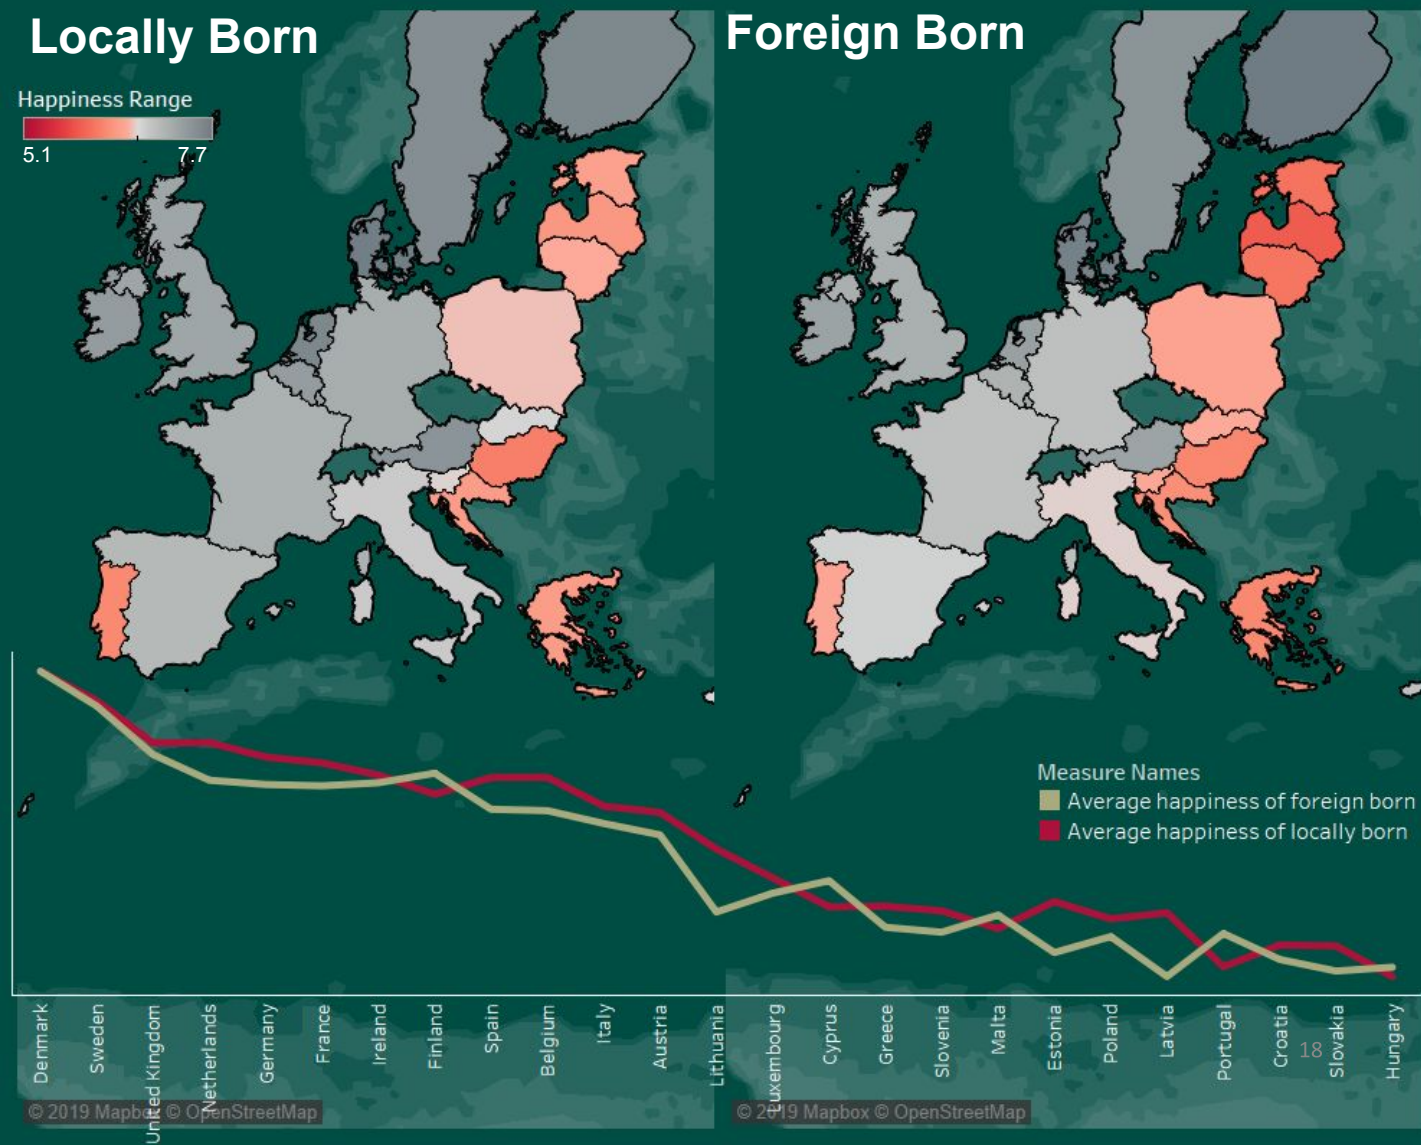 Locally Born
Foreign Born
Happiness Range
5.1
7.7
Measure Names
Average happiness of foreign born
Average happiness of locally born
Denmark
Sweden
United Kingdom
Netherlands
Germany
France
Ireland
Finland
Spain
Belgium
Italy
Austria
Lithuania
Luxembourg
Cyprus
Greece
Slovenia
Malta
Estonia
Poland
Latvia
Portugal
Croatia
Slovakia
Hungary
18
© 2019 Mapbox © OpenStreetMap
© 2019 Mapbox © OpenStreetMap